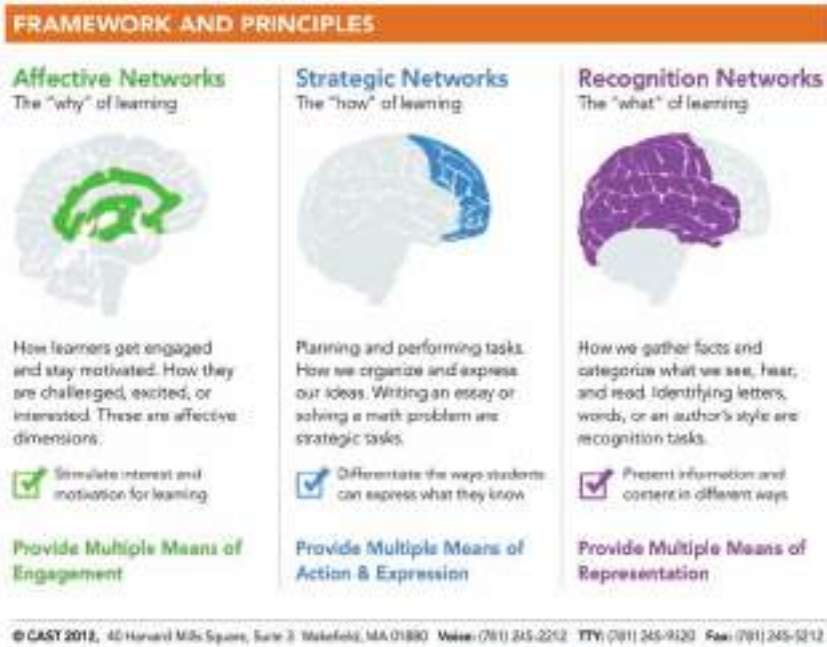 FRAMEWORK AND PRINCIPLES
Affective Networks
The "why" of learning
How learners get engaged
and stay motivated. How they
are challenged, excited, or
interested. These are affective
dimensions.
Stimulate interest and
motivation for learning
Provide Multiple Means of
Engagement
Strategic Networks
The "how" of learning
Planning and performing tasks.
How we organize and express
our ideas. Writing an essay or
solving a math problem are
strategic tasks.
Differentiate the ways students
can express what they know
Provide Multiple Means of
Action & Expression
Recognition Networks
The "what" of learning
How we gather facts and
categorize what we see, hear,
and read. Identifying letters,
words, or an author's style are
recognition tasks.
Present information and
content in different ways
Provide Multiple Means of
Representation
© CAST 2012, 40 Harvard Mills Square, Suite 3 Wakefield, MA 01880 Voice: (781) 245-2212 TTY: (781) 245-9320 Fax: (781) 245-5212